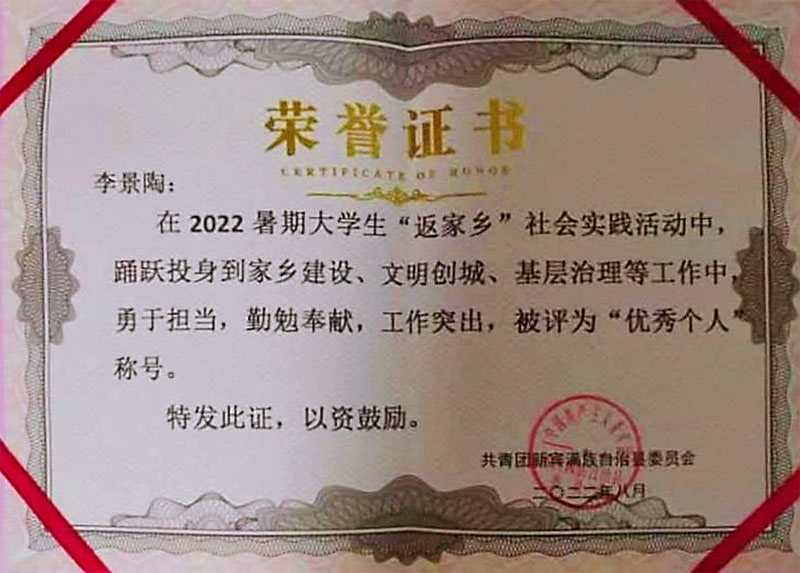 荣誉证书
CERTIFICATE OF HONOR
李景陶：
在 2022 暑期大学生“返家乡”社会实践活动中，
踊跃投身到家乡建设、文明创城、基层治理等工作中，
勇于担当，勤勉奉献，工作突出，被评为“优秀个人”
称号。
特发此证，以资鼓励。
共青团新宾满族自治县委员会
二〇二二年八月